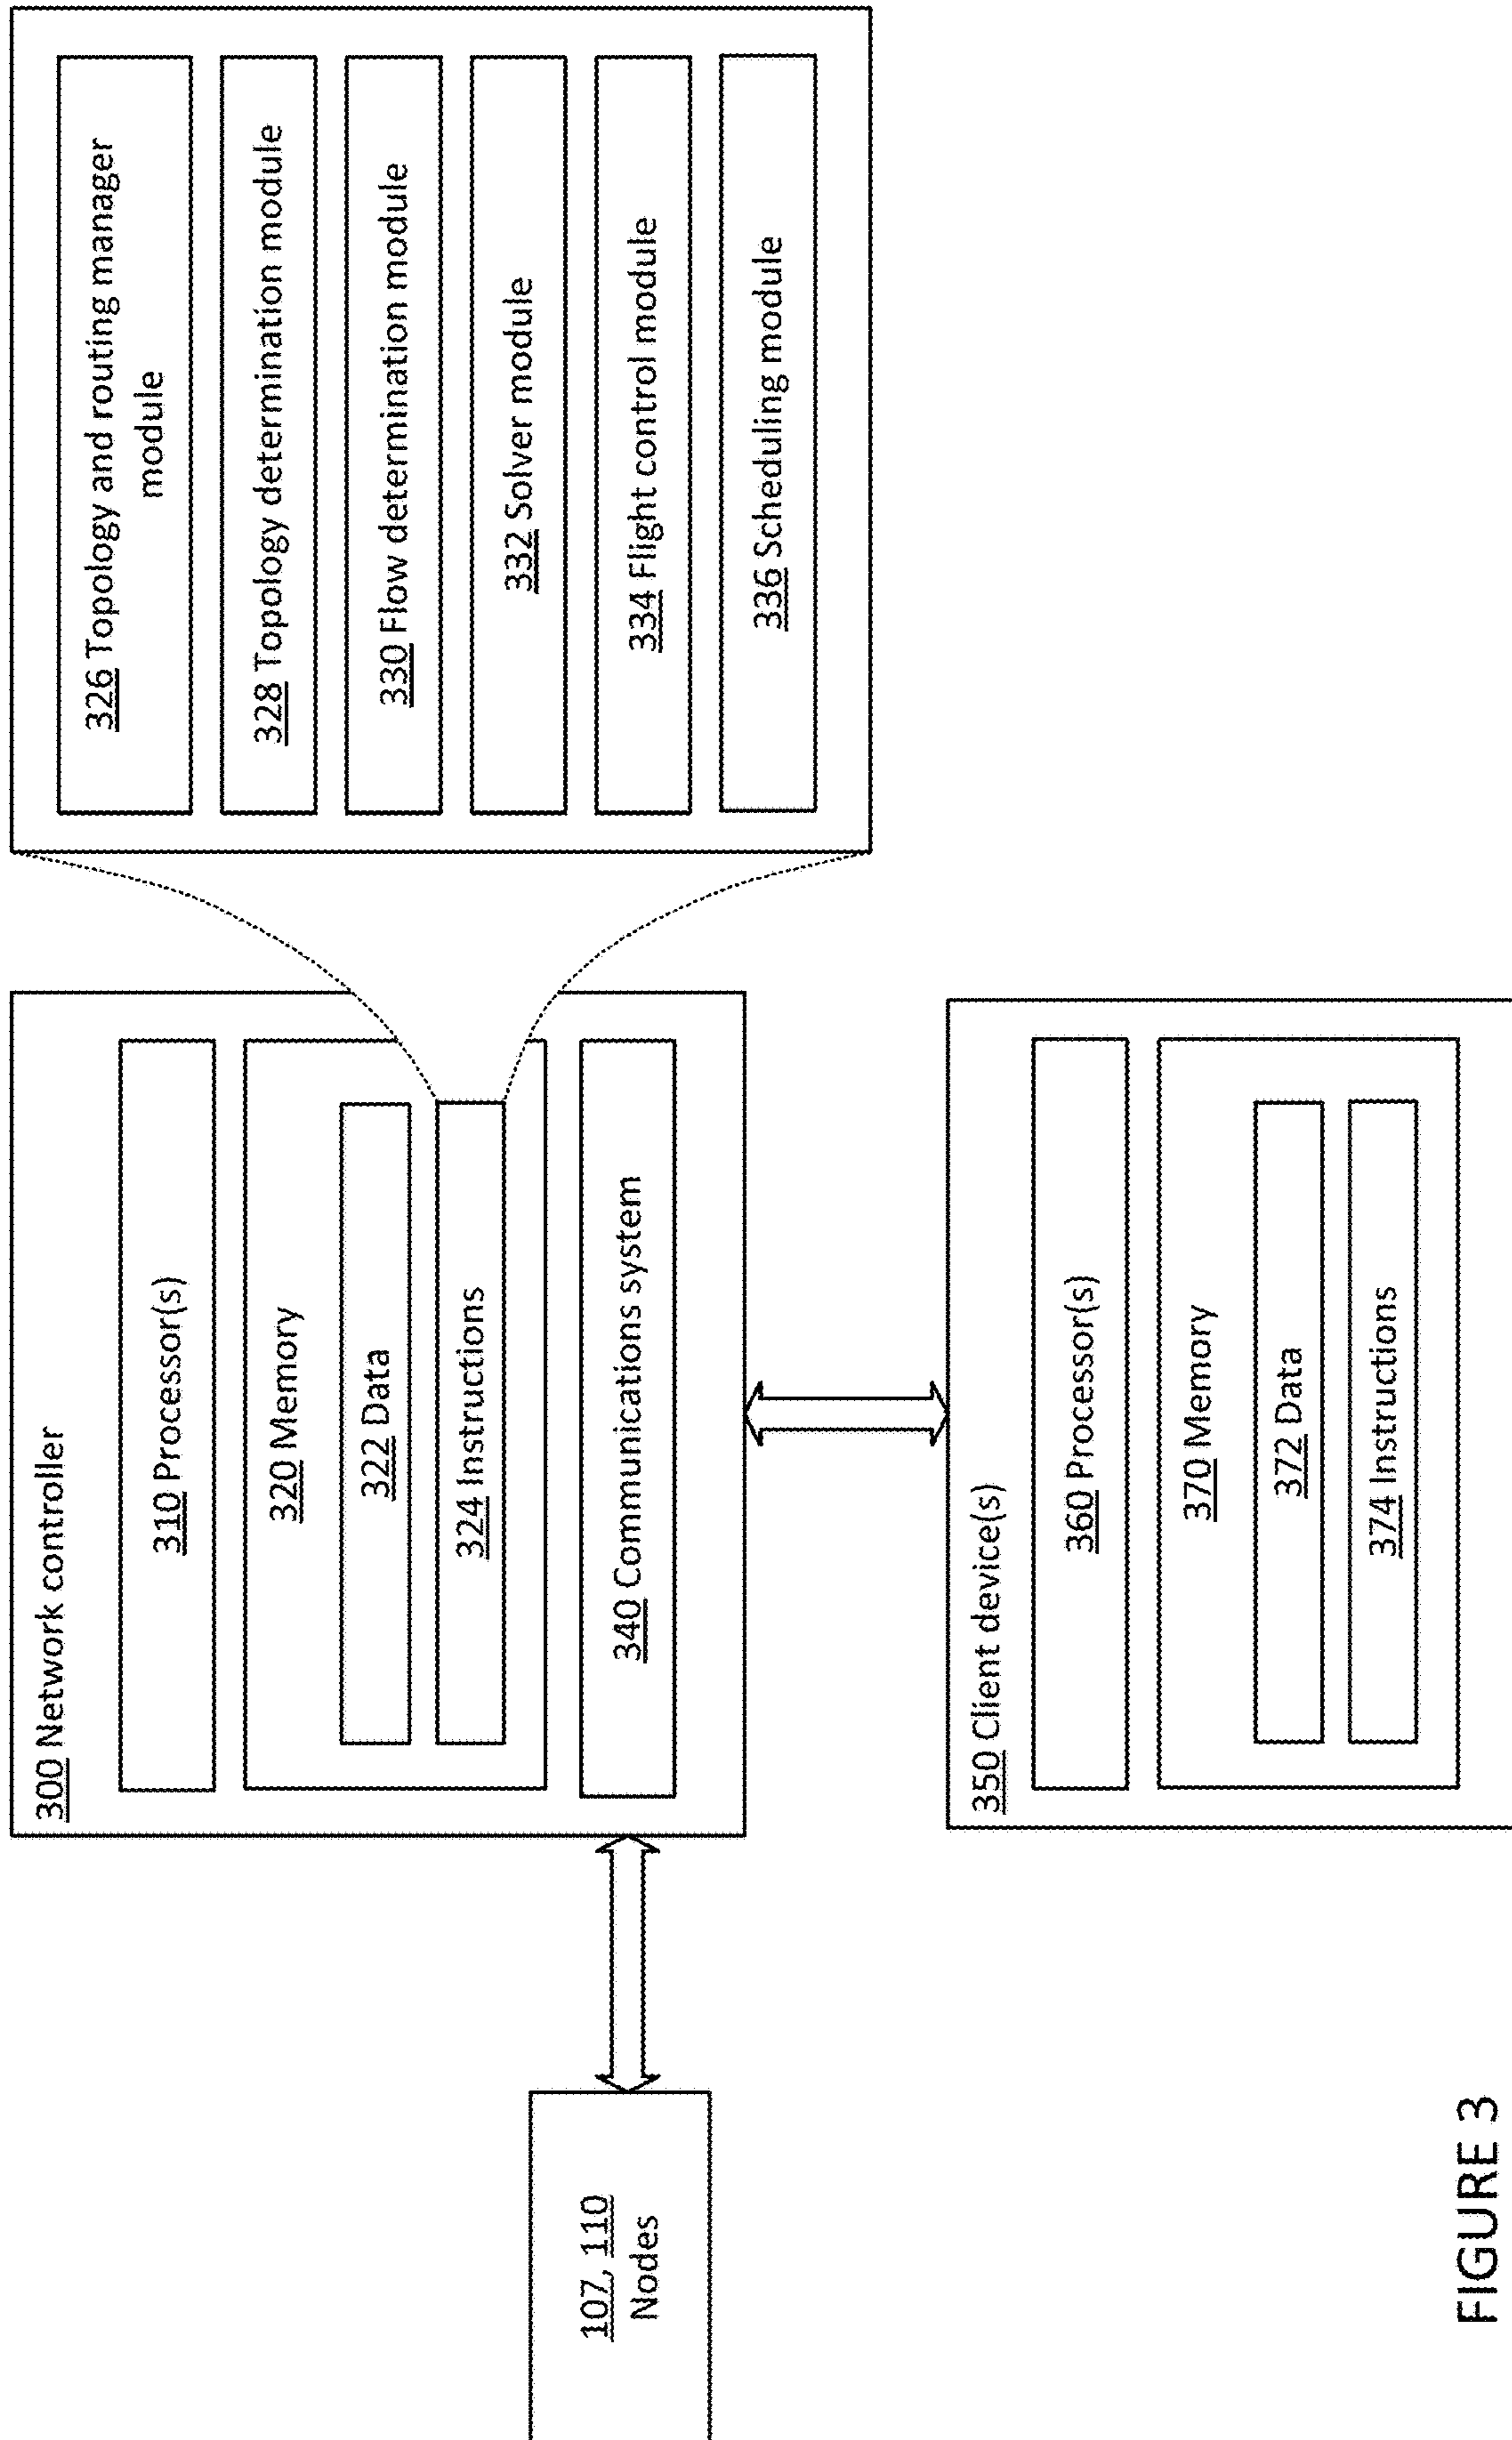 300 Network controller
310 Processor(s)
320 Memory
322 Data
324 Instructions
340 Communications system
326 Topology and routing manager
module
328 Topology determination module
330 Flow determination module
332 Solver module
334 Flight control module
336 Scheduling module
107, 110
Nodes
350 Client device(s)
360 Processor(s)
370 Memory
372 Data
374 Instructions
FIGURE 3